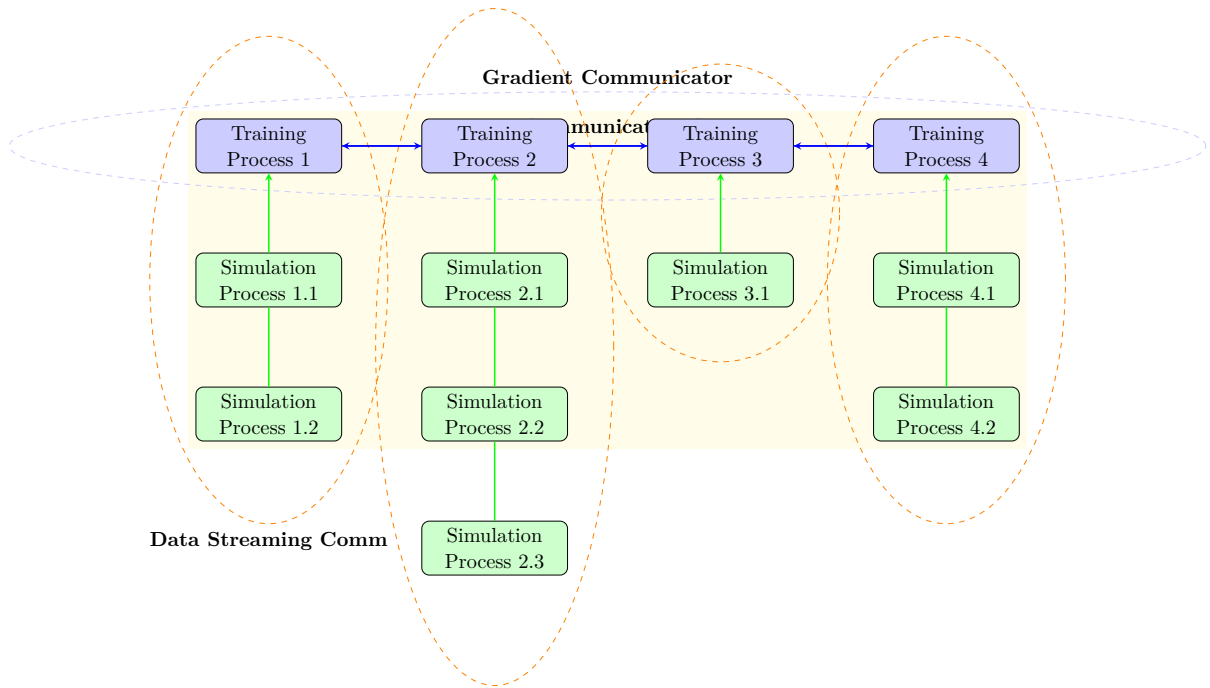 Gradient Communicator
Training
Process 1
Training
Process 2
Training
Process 3
Training
Process 4
Simulation
Process 1.1
Simulation
Process 2.1
Simulation
Process 3.1
Simulation
Process 4.1
Simulation
Process 1.2
Simulation
Process 2.2
Simulation
Process 4.2
Data Streaming Comm
Simulation
Process 2.3